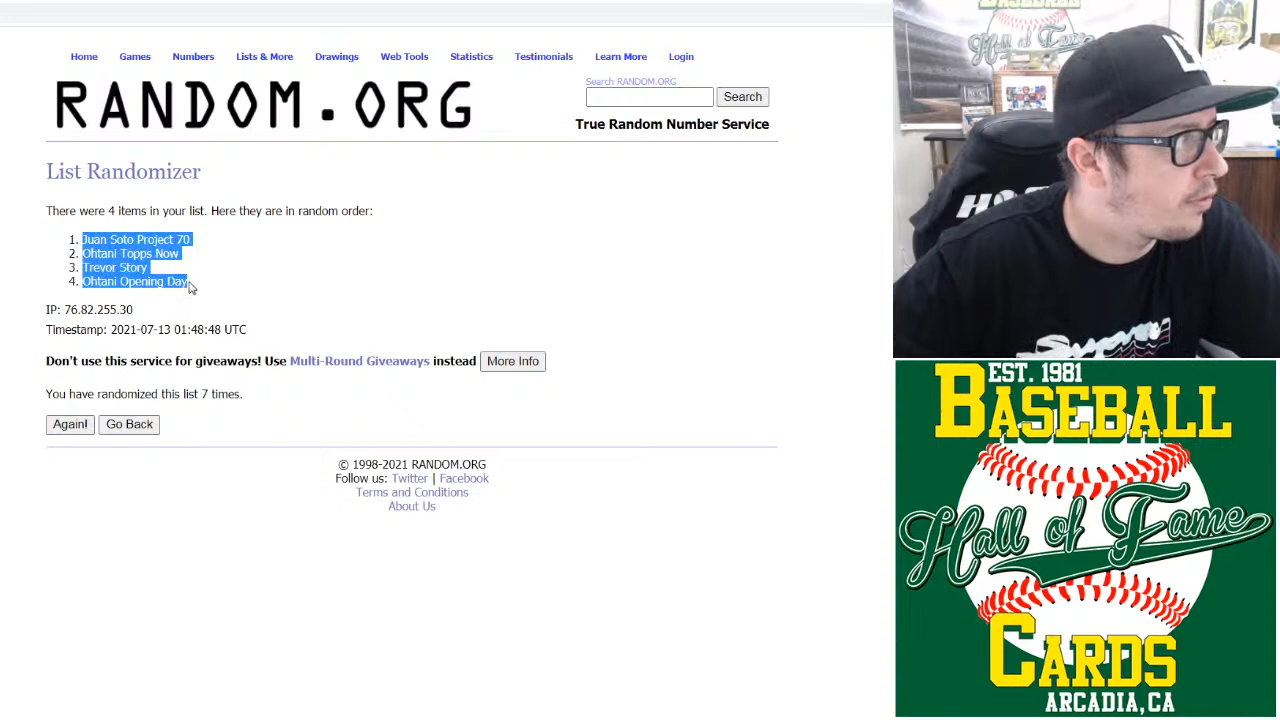 Home Games Numbers Lists & More Drawings Web Tools Statistics Testimonials Learn More Login
RANDOM.ORG
Search RANDOM.ORG
Search
True Random Number Service
List Randomizer
There were 4 items in your list. Here they are in random order:
1. Juan Soto Project 70
2. Ohtani Topps Now
3. Trevor Story
4. Ohtani Opening Day
IP: 76.82.255.30
Timestamp: 2021-07-13 01:48:48 UTC
Don't use this service for giveaways! Use Multi-Round Giveaways instead More Info
You have randomized this list 7 times.
Again! Go Back
© 1998-2021 RANDOM.ORG
Follow us: Twitter | Facebook
Terms and Conditions
About Us
EST. 1981
BASEBALL
Hall of Fame
CARDS
ARCADIA, CA